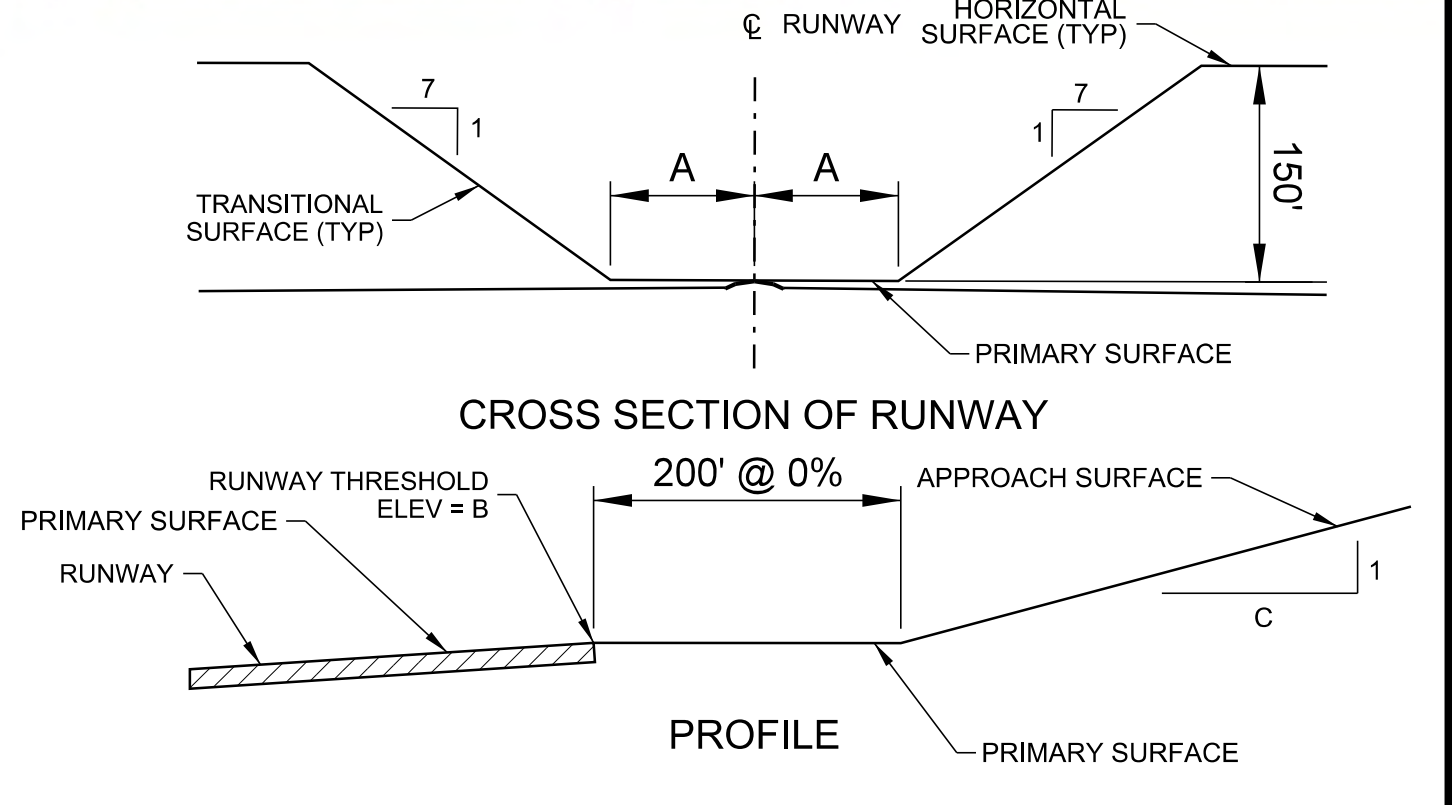 HORIZONTAL
SURFACE (TYP)
℄ RUNWAY
7
1
7
1
A
A
150'
TRANSITIONAL
SURFACE (TYP)
PRIMARY SURFACE
CROSS SECTION OF RUNWAY
200' @ 0%
RUNWAY THRESHOLD
ELEV = B
APPROACH SURFACE
PRIMARY SURFACE
RUNWAY
1
C
PROFILE
PRIMARY SURFACE